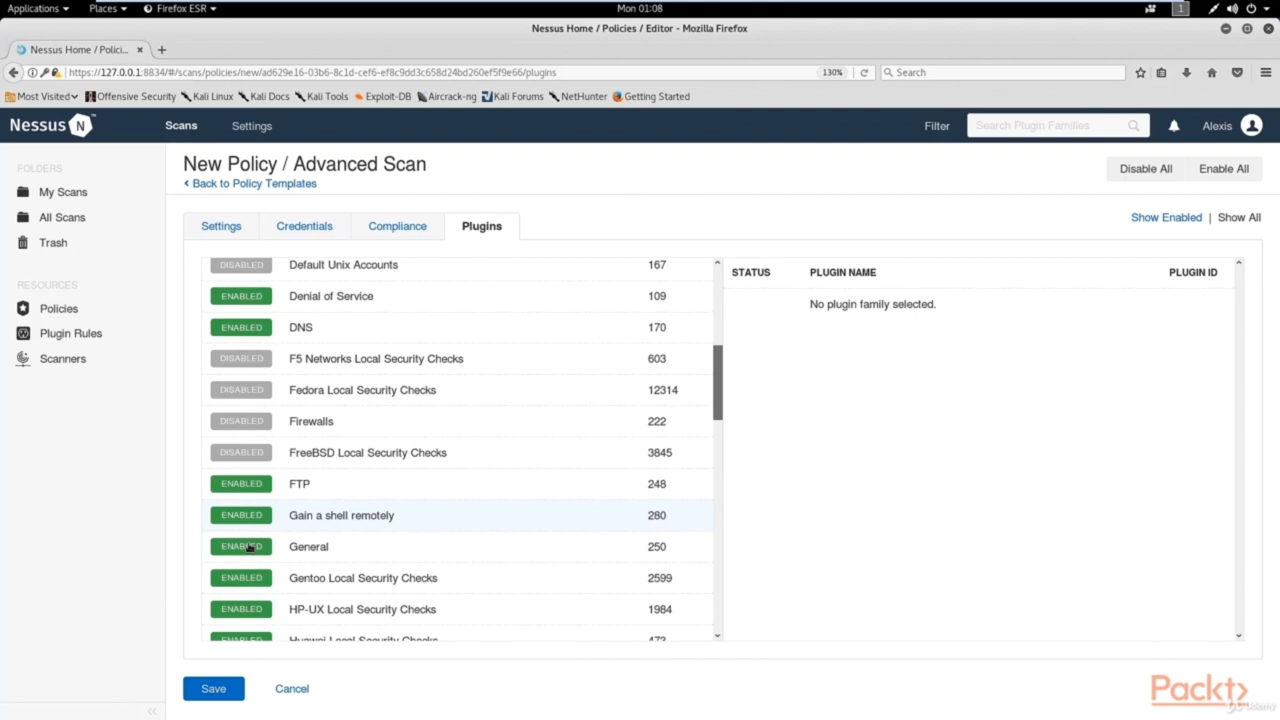 Applications Places Firefox ESR Mon 01:08 1
Nessus Home / Policies / Editor - Mozilla Firefox
Nessus Home / Polici...
https://127.0.0.1:8834/#/scans/policies/new/ad629e16-03b6-8c1d-cef6-ef8c9dd3c658d24bd260ef5f9e66/plugins 130% Search
Most Visited Offensive Security Kali Linux Kali Docs Kali Tools Exploit-DB Aircrack-ng Kali Forums NetHunter Getting Started
Nessus N Scans Settings Filter Search Plugin Families Alexis
FOLDERS
My Scans
All Scans
Trash
RESOURCES
Policies
Plugin Rules
Scanners
New Policy / Advanced Scan
Back to Policy Templates
Disable All Enable All
Settings Credentials Compliance Plugins
Show Enabled | Show All
DISABLED Default Unix Accounts 167
ENABLED Denial of Service 109
ENABLED DNS 170
DISABLED F5 Networks Local Security Checks 603
DISABLED Fedora Local Security Checks 12314
DISABLED Firewalls 222
DISABLED FreeBSD Local Security Checks 3845
ENABLED FTP 248
ENABLED Gain a shell remotely 280
ENABLED General 250
ENABLED Gentoo Local Security Checks 2599
ENABLED HP-UX Local Security Checks 1984
ENABLED Huawei Local Security Checks 473
STATUS PLUGIN NAME PLUGIN ID
No plugin family selected.
Save Cancel
Packt>
Udemy